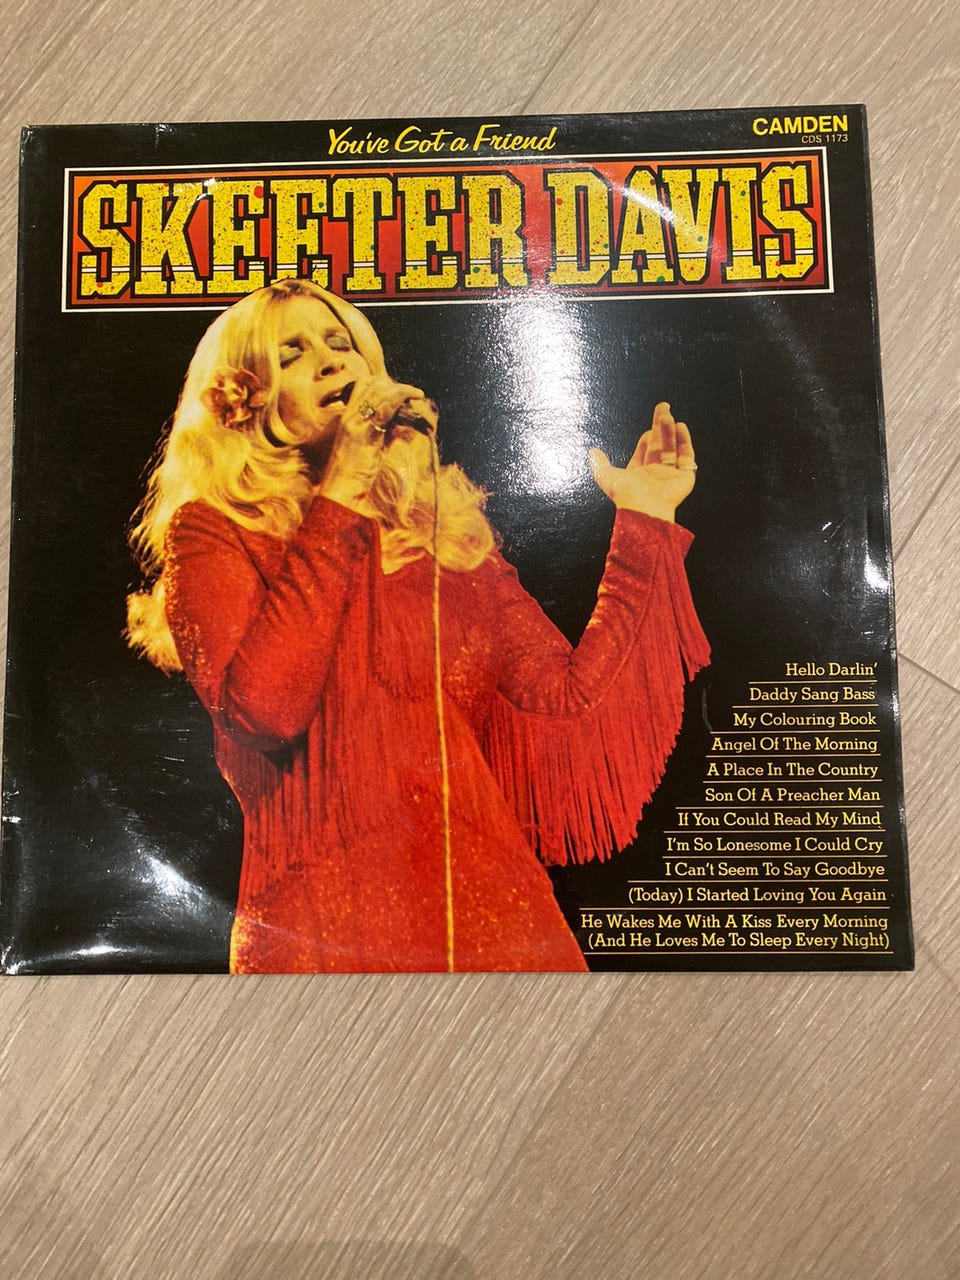 You've Got a Friend
CAMDEN
CDS 1173
SKEETER DAVIS
Hello Darlin'
Daddy Sang Bass
My Colouring Book
Angel Of The Morning
A Place In The Country
Son Of A Preacher Man
If You Could Read My Mind
I'm So Lonesome I Could Cry
I Can't Seem To Say Goodbye
(Today) I Started Loving You Again
He Wakes Me With A Kiss Every Morning
(And He Loves Me To Sleep Every Night)